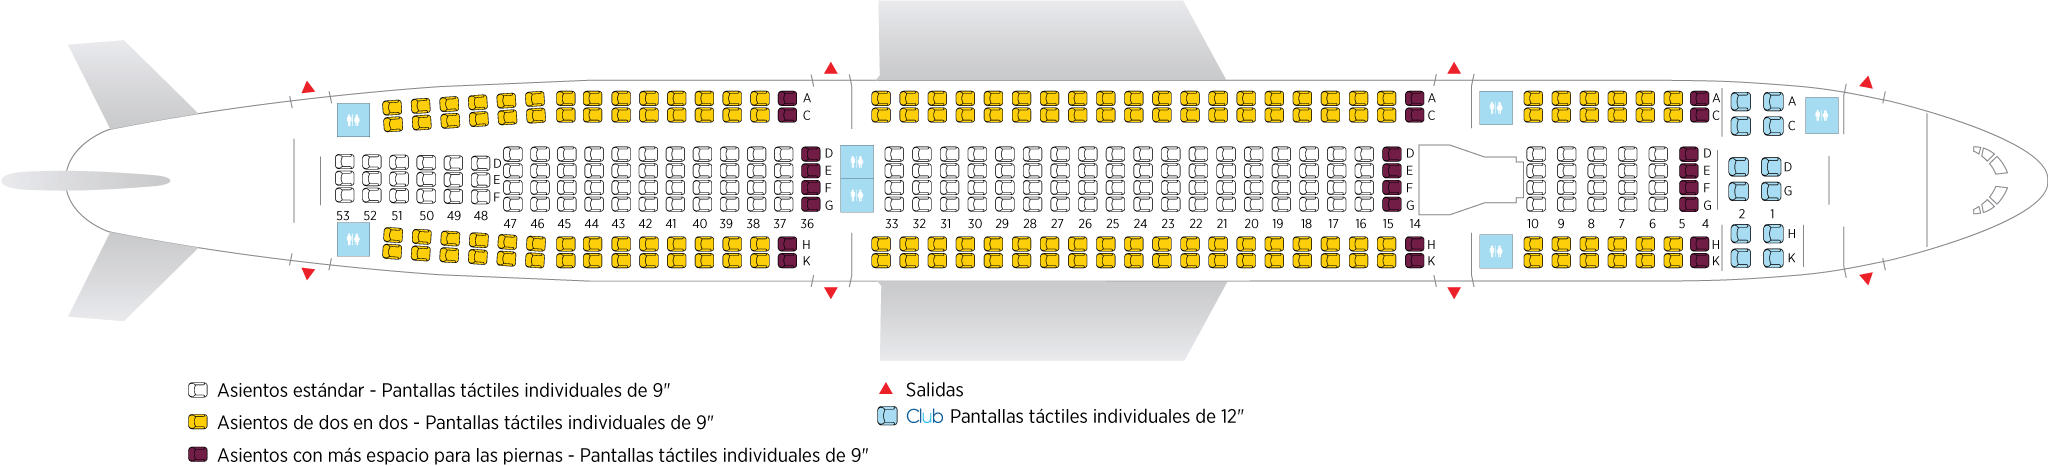 A A A A
C C C C
D D D D
E E E
F F F G
G G G
53 52 51 50 49 48 47 46 45 44 43 42 41 40 39 38 37 36 33 32 31 30 29 28 27 26 25 24 23 22 21 20 19 18 17 16 15 14 10 9 8 7 6 5 4 2 1
H H H H
K K K K
Asientos estándar - Pantallas táctiles individuales de 9"
Asientos de dos en dos - Pantallas táctiles individuales de 9"
Asientos con más espacio para las piernas - Pantallas táctiles individuales de 9"
Salidas
Club Pantallas táctiles individuales de 12"